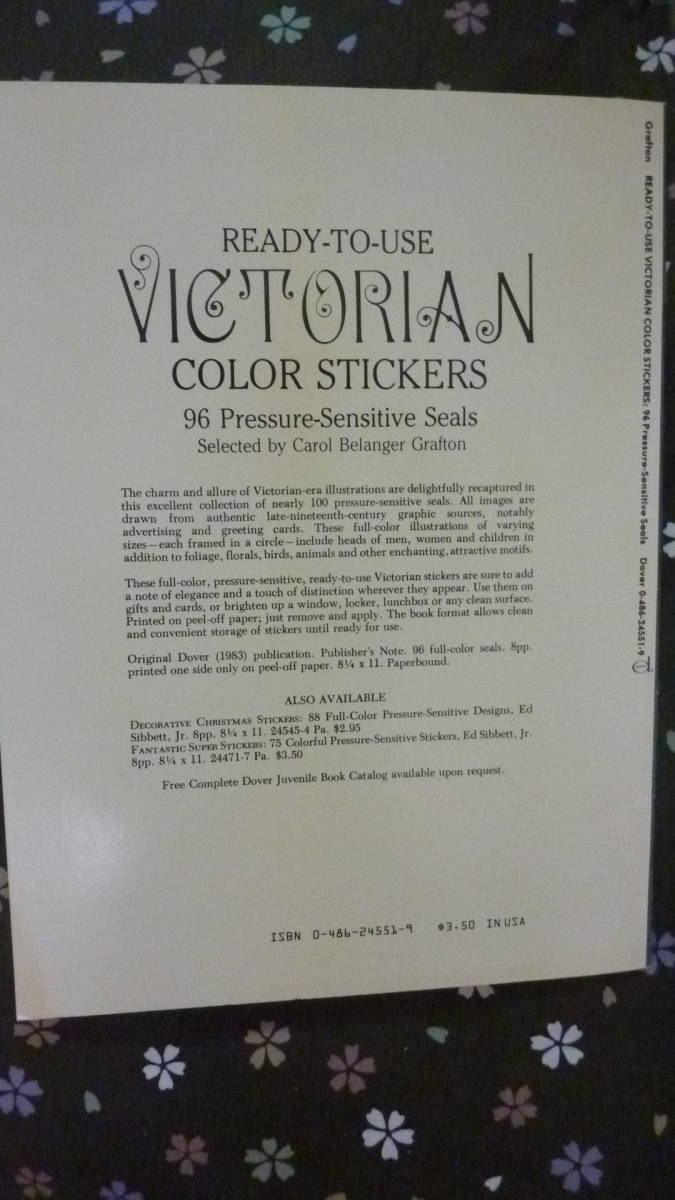 READY-TO-USE
VICTORIAN
COLOR STICKERS
96 Pressure-Sensitive Seals
Selected by Carol Belanger Grafton
The charm and allure of Victorian-era illustrations are delightfully recaptured in
this excellent collection of nearly 100 pressure-sensitive seals. All images are
drawn from authentic late-nineteenth-century graphic sources, notably
advertising and greeting cards. These full-color illustrations of varying
sizes—each framed in a circle—include heads of men, women and children in
addition to foliage, florals, birds, animals and other enchanting, attractive motifs.
These full-color, pressure-sensitive, ready-to-use Victorian stickers are sure to add
a note of elegance and a touch of distinction wherever they appear. Use them on
gifts and cards, or brighten up a window, locker, lunchbox or any clean surface.
Printed on peel-off paper; just remove and apply. The book format allows clean
and convenient storage of stickers until ready for use.
Original Dover (1983) publication. Publisher's Note. 96 full-color seals. 8pp.
printed one side only on peel-off paper. 8¼ x 11. Paperbound.
ALSO AVAILABLE
DECORATIVE CHRISTMAS STICKERS: 88 Full-Color Pressure-Sensitive Designs, Ed
Sibbett, Jr. 8pp. 8¼ x 11. 24545-4 Pa. $2.95
FANTASTIC SUPER STICKERS: 75 Colorful Pressure-Sensitive Stickers, Ed Sibbett, Jr.
8pp. 8¼ x 11. 24471-7 Pa. $3.50
Free Complete Dover Juvenile Book Catalog available upon request.
ISBN 0-486-24551-9 $3.50 IN USA
Grafton READY-TO-USE VICTORIAN COLOR STICKERS: 96 Pressure-Sensitive Seals Dover 0-486-24551-9